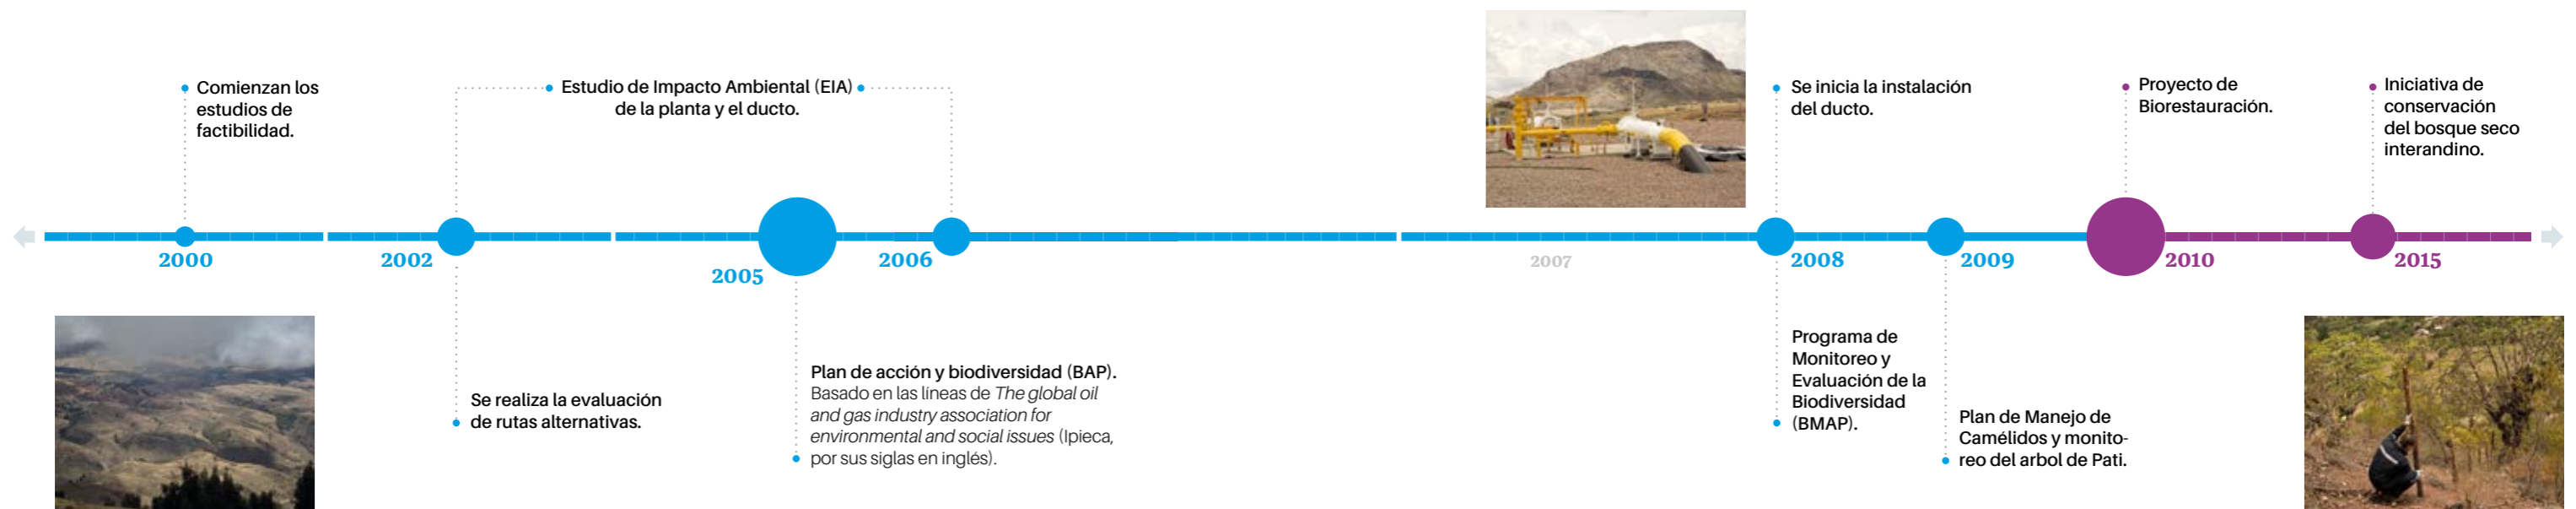 Comienzan los
estudios de
factibilidad.
Estudio de Impacto Ambiental (EIA)
de la planta y el ducto.
Se inicia la instalación
del ducto.
Proyecto de
Biorestauración.
Iniciativa de
conservación
del bosque seco
interandino.
2000
2002
2005
2006
2007
2008
2009
2010
2015
Se realiza la evaluación
de rutas alternativas.
Plan de acción y biodiversidad (BAP).
Basado en las líneas de The global oil
and gas industry association for
environmental and social issues (Ipieca,
por sus siglas en inglés).
Programa de
Monitoreo y
Evaluación de la
Biodiversidad
(BMAP).
Plan de Manejo de
Camélidos y monito-
reo del arbol de Pati.